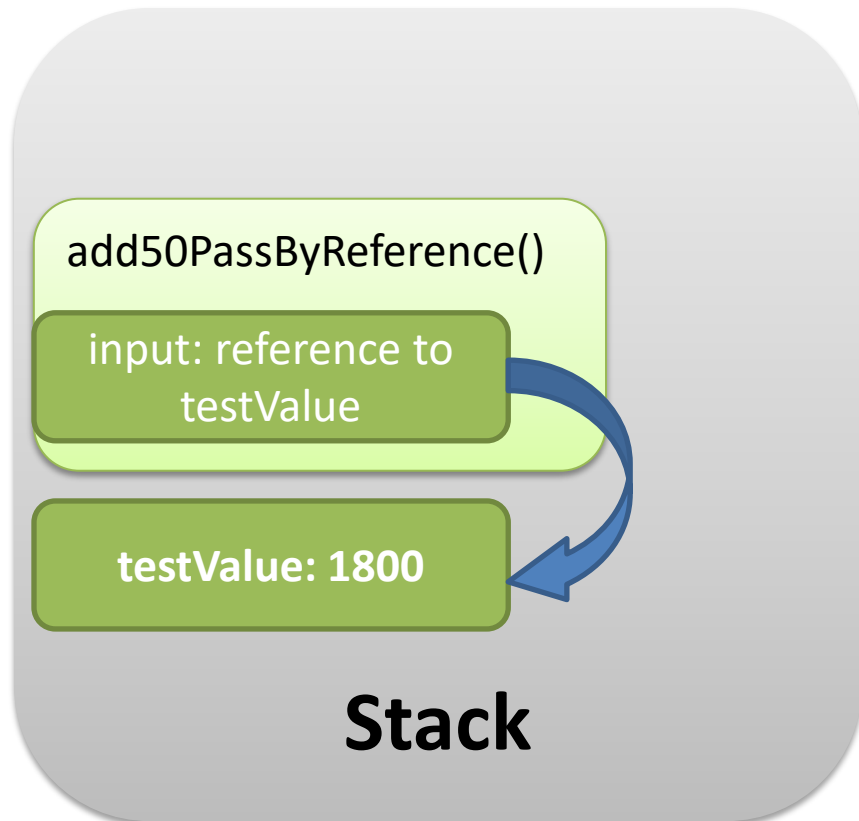 add50PassByReference()
input: reference to
testValue
testValue: 1800
Stack